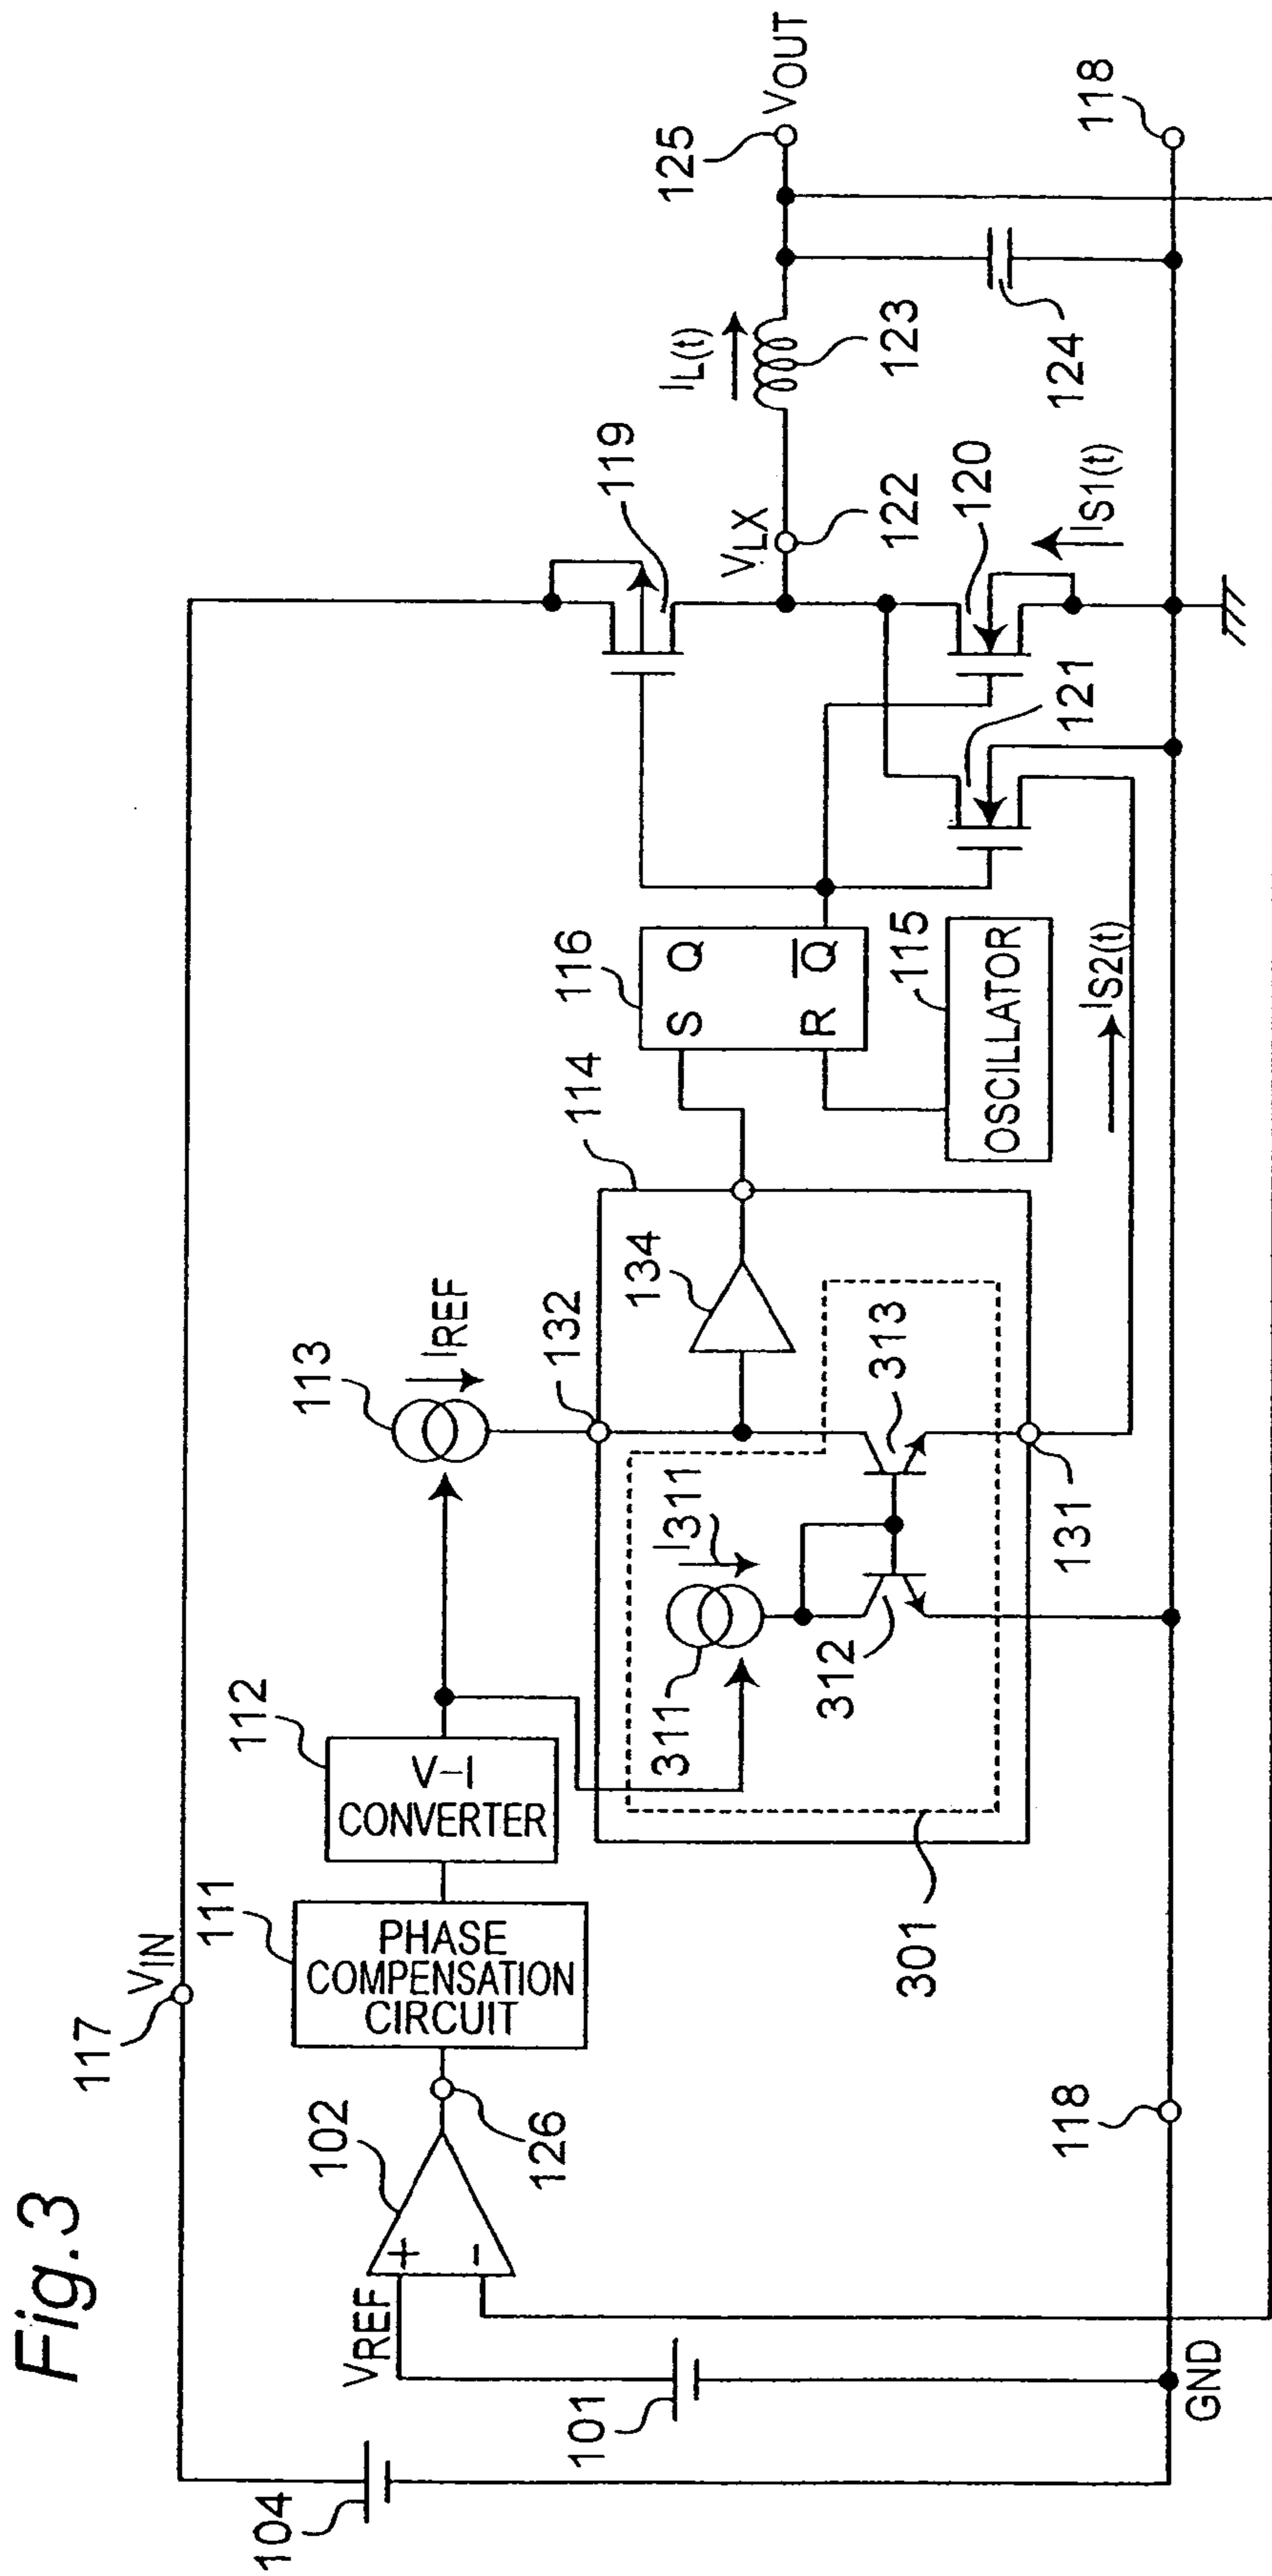 Fig.3
104
117
VIN
101
VREF
102
126
111
PHASE
COMPENSATION
CIRCUIT
112
V-I
CONVERTER
113
IREF
132
114
116
S
Q
R
Q̅
115
OSCILLATOR
134
311
I311
312
313
301
131
IS2(t)
119
VLX
122
IL(t)
123
125
VOUT
121
120
IS1(t)
124
118
118
GND